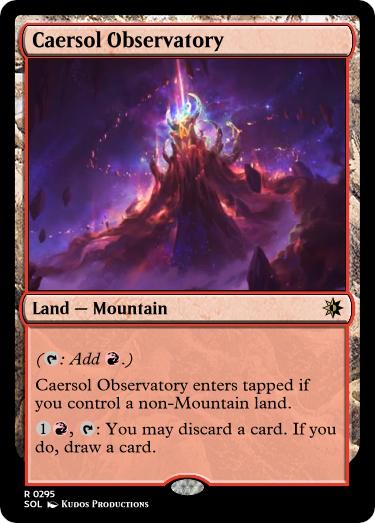 Caersol Observatory
Land — Mountain
(T: Add R.)
Caersol Observatory enters tapped if
you control a non-Mountain land.
1 R, T: You may discard a card. If you
do, draw a card.
R 0295
SOL Kudos Productions